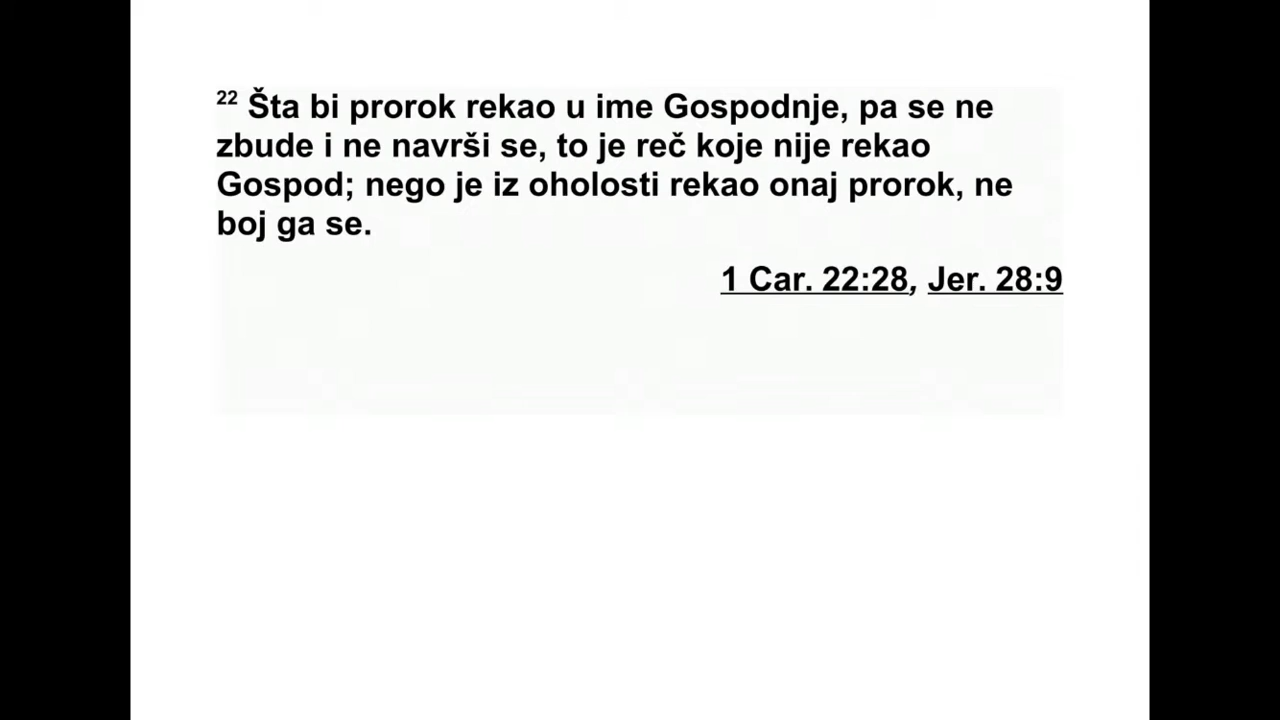 22 Šta bi prorok rekao u ime Gospodnje, pa se ne
zbude i ne navrši se, to je reč koje nije rekao
Gospod; nego je iz oholosti rekao onaj prorok, ne
boj ga se.
1 Car. 22:28, Jer. 28:9